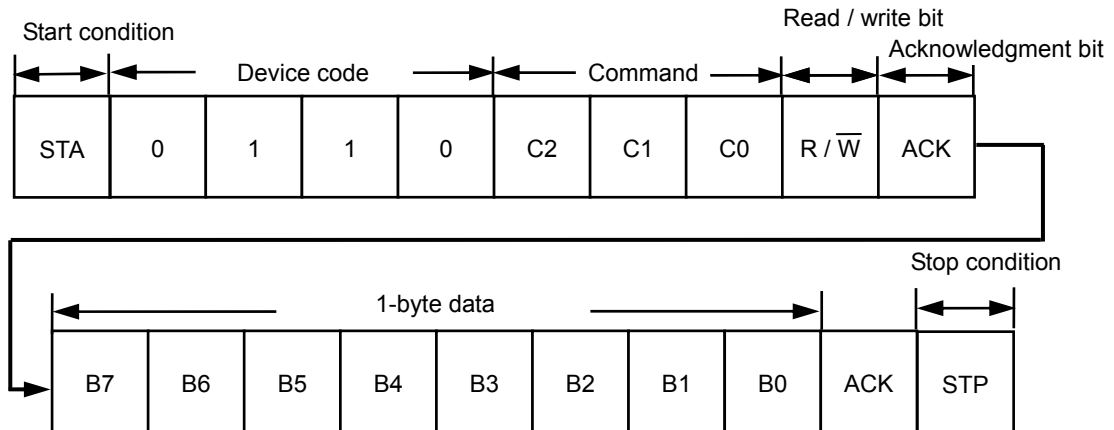 Read / write bit
Start condition
Acknowledgment bit
Device code Command
STA 0 1 1 0 C2 C1 C0 R / W̅ ACK
Stop condition
1-byte data
B7 B6 B5 B4 B3 B2 B1 B0 ACK STP